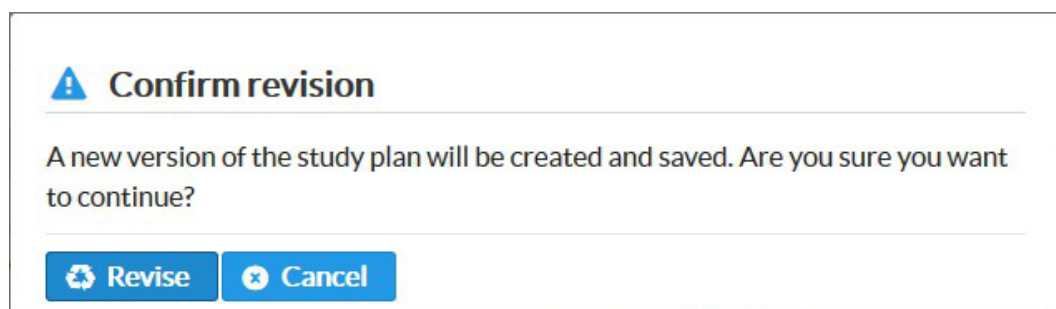 Confirm revision
A new version of the study plan will be created and saved. Are you sure you want
to continue?
Revise Cancel